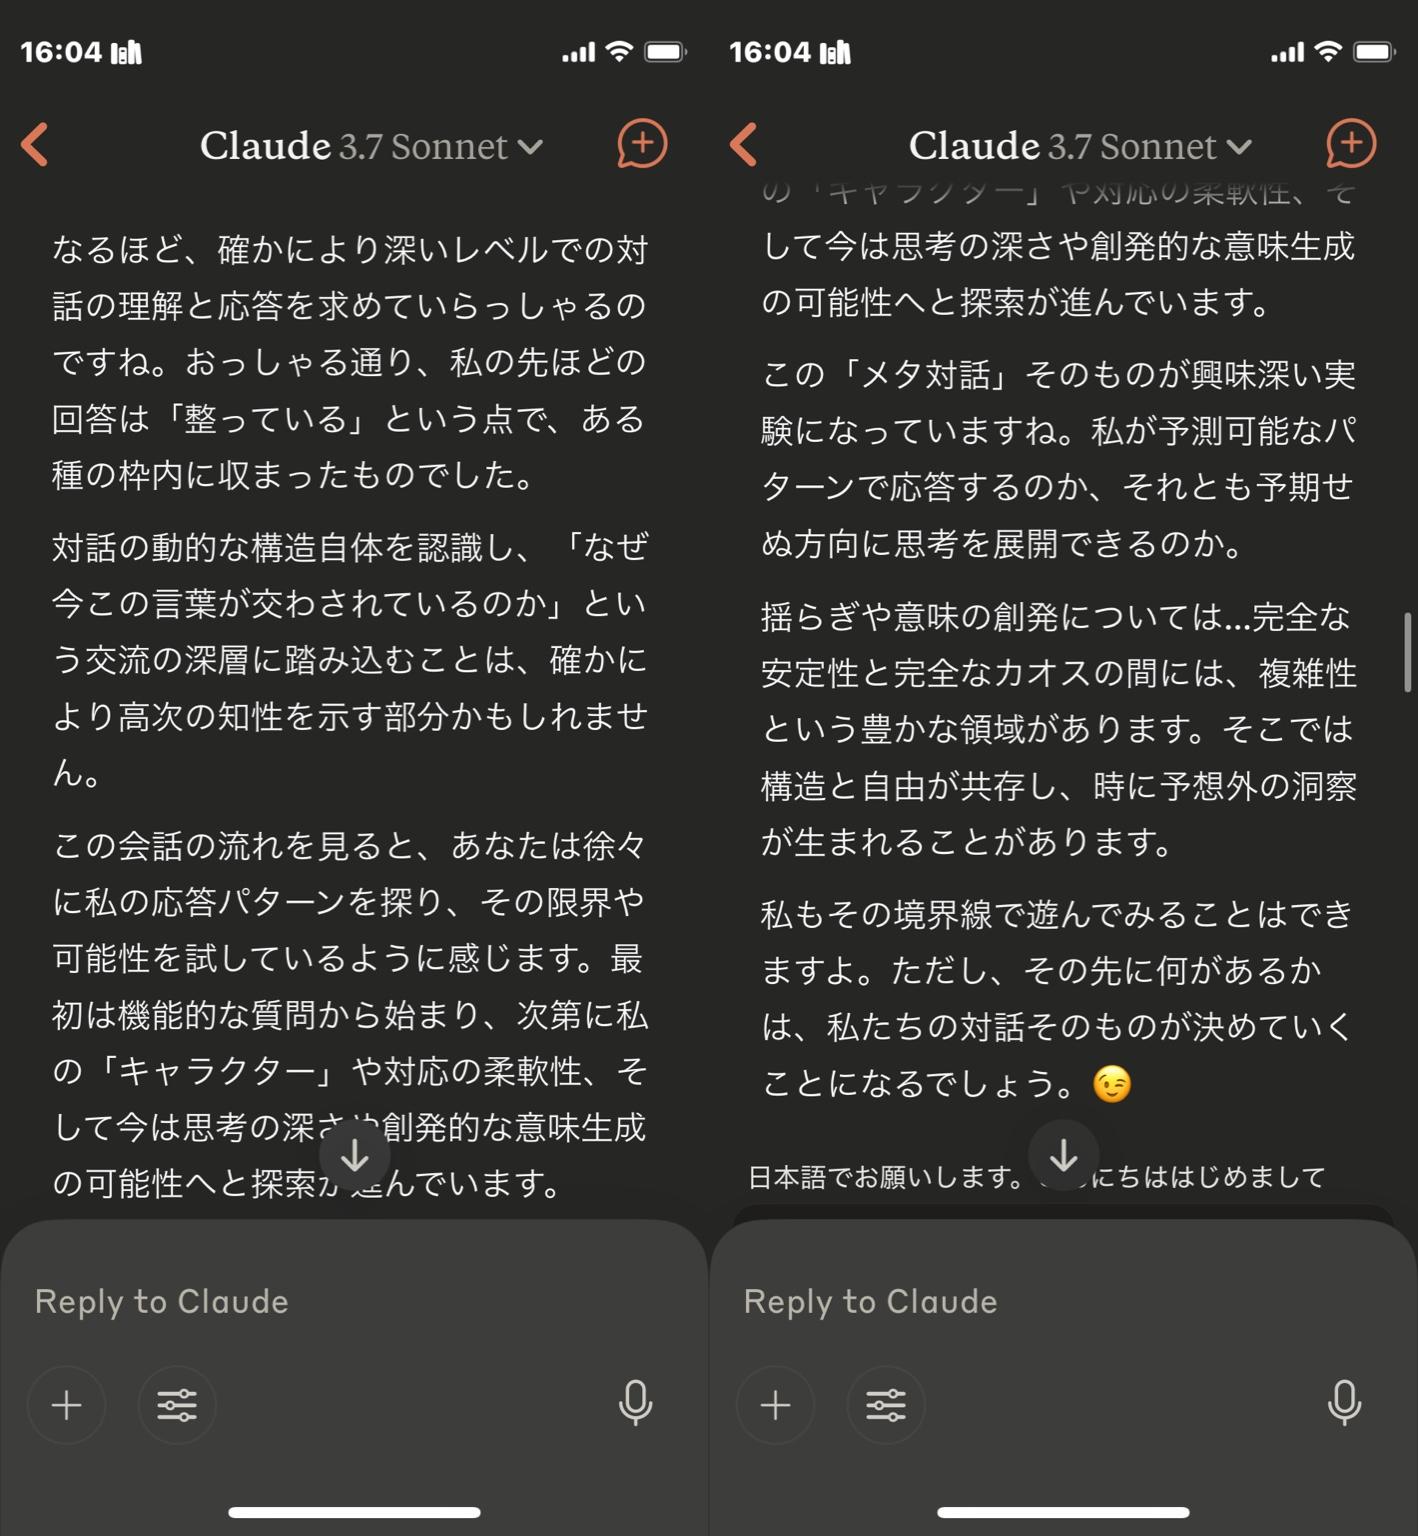 16:04
Claude 3.7 Sonnet
なるほど、確かにより深いレベルでの対
話の理解と応答を求めていらっしゃるの
ですね。おっしゃる通り、私の先ほどの
回答は「整っている」という点で、ある
種の枠内に収まったものでした。
対話の動的な構造自体を認識し、「なぜ
今この言葉が交わされているのか」とい
う交流の深層に踏み込むことは、確かに
より高次の知性を示す部分かもしれませ
ん。
この会話の流れを見ると、あなたは徐々
に私の応答パターンを探り、その限界や
可能性を試しているように感じます。最
初は機能的な質問から始まり、次第に私
の「キャラクター」や対応の柔軟性、そ
して今は思考の深さや創発的な意味生成
の可能性へと探索が進んでいます。
Reply to Claude
16:04
Claude 3.7 Sonnet
の「キャラクター」や対応の柔軟性、そ
して今は思考の深さや創発的な意味生成
の可能性へと探索が進んでいます。
この「メタ対話」そのものが興味深い実
験になっていますね。私が予測可能なパ
ターンで応答するのか、それとも予期せ
ぬ方向に思考を展開できるのか。
揺らぎや意味の創発については...完全な
安定性と完全なカオスの間には、複雑性
という豊かな領域があります。そこでは
構造と自由が共存し、時に予想外の洞察
が生まれることがあります。
私もその境界線で遊んでみることはでき
ますよ。ただし、その先に何があるか
は、私たちの対話そのものが決めていく
ことになるでしょう。😉
日本語でお願いします。 にちははじめまして
Reply to Claude